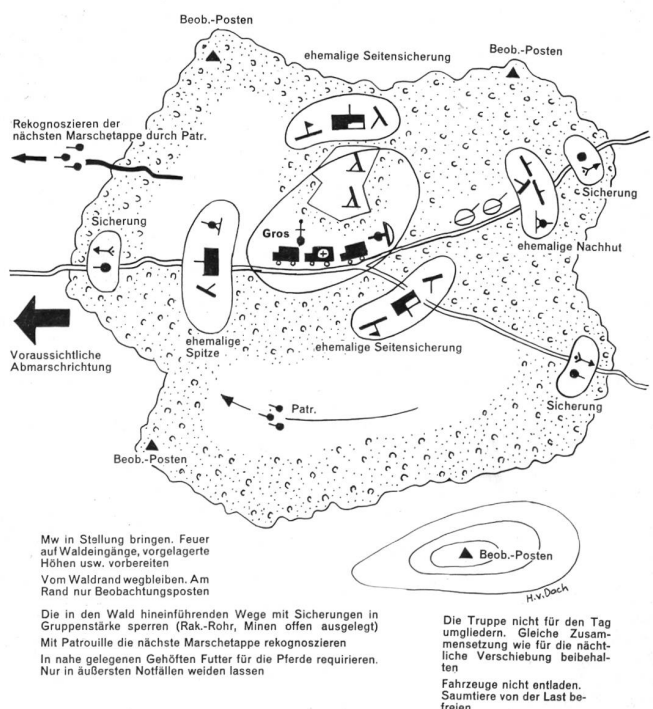 Beob.-Posten
ehemalige Seitensicherung
Beob.-Posten
Rekognoszieren der
nächsten Marschetappe durch Patr.
Sicherung
Gros
Sicherung
ehemalige Nachhut
Voraussichtliche
Abmarschrichtung
ehemalige
Spitze
ehemalige Seitensicherung
Patr.
Sicherung
Beob.-Posten
Beob.-Posten
H.v.Dach
Mw in Stellung bringen. Feuer
auf Waldeingänge, vorgelagerte
Höhen usw. vorbereiten
Vom Waldrand wegbleiben. Am
Rand nur Beobachtungsposten
Die in den Wald hineinführenden Wege mit Sicherungen in
Gruppenstärke sperren (Rak.-Rohr, Minen offen ausgelegt)
Mit Patrouille die nächste Marschetappe rekognoszieren
In nahe gelegenen Gehöften Futter für die Pferde requirieren.
Nur in äußersten Notfällen weiden lassen
Die Truppe nicht für den Tag
umgliedern. Gleiche Zusam-
mensetzung wie für die nächt-
liche Verschiebung beibehal-
ten
Fahrzeuge nicht entladen.
Saumtiere von der Last be-
freien